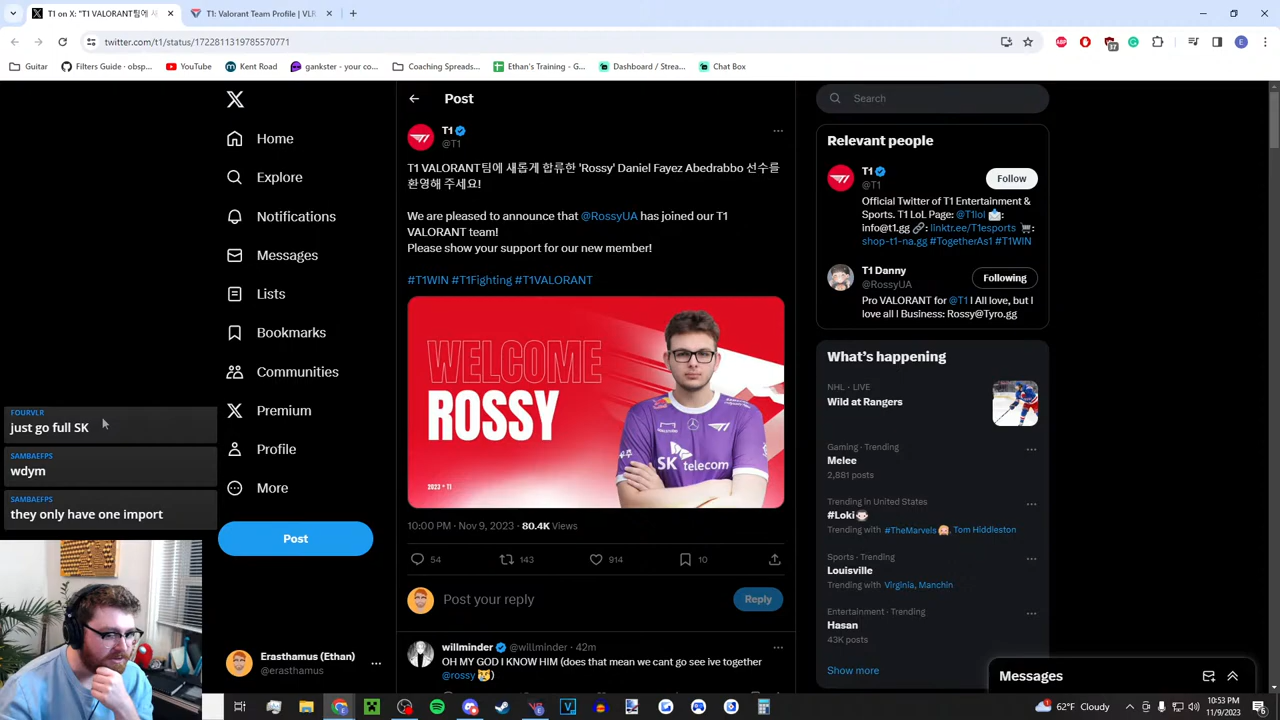 T1 on X: "T1 VALORANT팀에 새
T1: Valorant Team Profile | VLR
twitter.com/t1/status/1722811319785570771
Guitar
Filters Guide · obsp...
YouTube
Kent Road
gankster - your co...
Coaching Spreads...
Ethan's Training - G...
Dashboard / Strea...
Chat Box
Home
Explore
Notifications
Messages
Lists
Bookmarks
Communities
Premium
Profile
More
Post
Erasthamus (Ethan)
@erasthamus
FOURVLR
just go full SK
SAMBAEFPS
wdym
SAMBAEFPS
they only have one import
Post
T1
@T1
T1 VALORANT팀에 새롭게 합류한 'Rossy' Daniel Fayez Abedrabbo 선수를
환영해 주세요!
We are pleased to announce that @RossyUA has joined our T1
VALORANT team!
Please show your support for our new member!
#T1WIN #T1Fighting #T1VALORANT
WELCOME
ROSSY
SK telecom
2023 T1
10:00 PM · Nov 9, 2023 · 80.4K Views
54
143
914
10
Post your reply
Reply
willminder @willminder · 42m
OH MY GOD I KNOW HIM (does that mean we cant go see ive together
@rossy 😿)
Search
Relevant people
T1
@T1
Follow
Official Twitter of T1 Entertainment &
Sports. T1 LoL Page: @T1lol 📩:
info@t1.gg 🔗: linktr.ee/T1esports 🛒:
shop-t1-na.gg #TogetherAs1 #T1WIN
T1 Danny
@RossyUA
Following
Pro VALORANT for @T1 I All love, but I
love all I Business: Rossy@Tyro.gg
What's happening
NHL · LIVE
Wild at Rangers
Gaming · Trending
Melee
2,881 posts
Trending in United States
#Loki
Trending with #TheMarvels, Tom Hiddleston
Sports · Trending
Louisville
Trending with Virginia, Manchin
Entertainment · Trending
Hasan
43K posts
Show more
Messages
62°F Cloudy
10:53 PM
11/9/2023